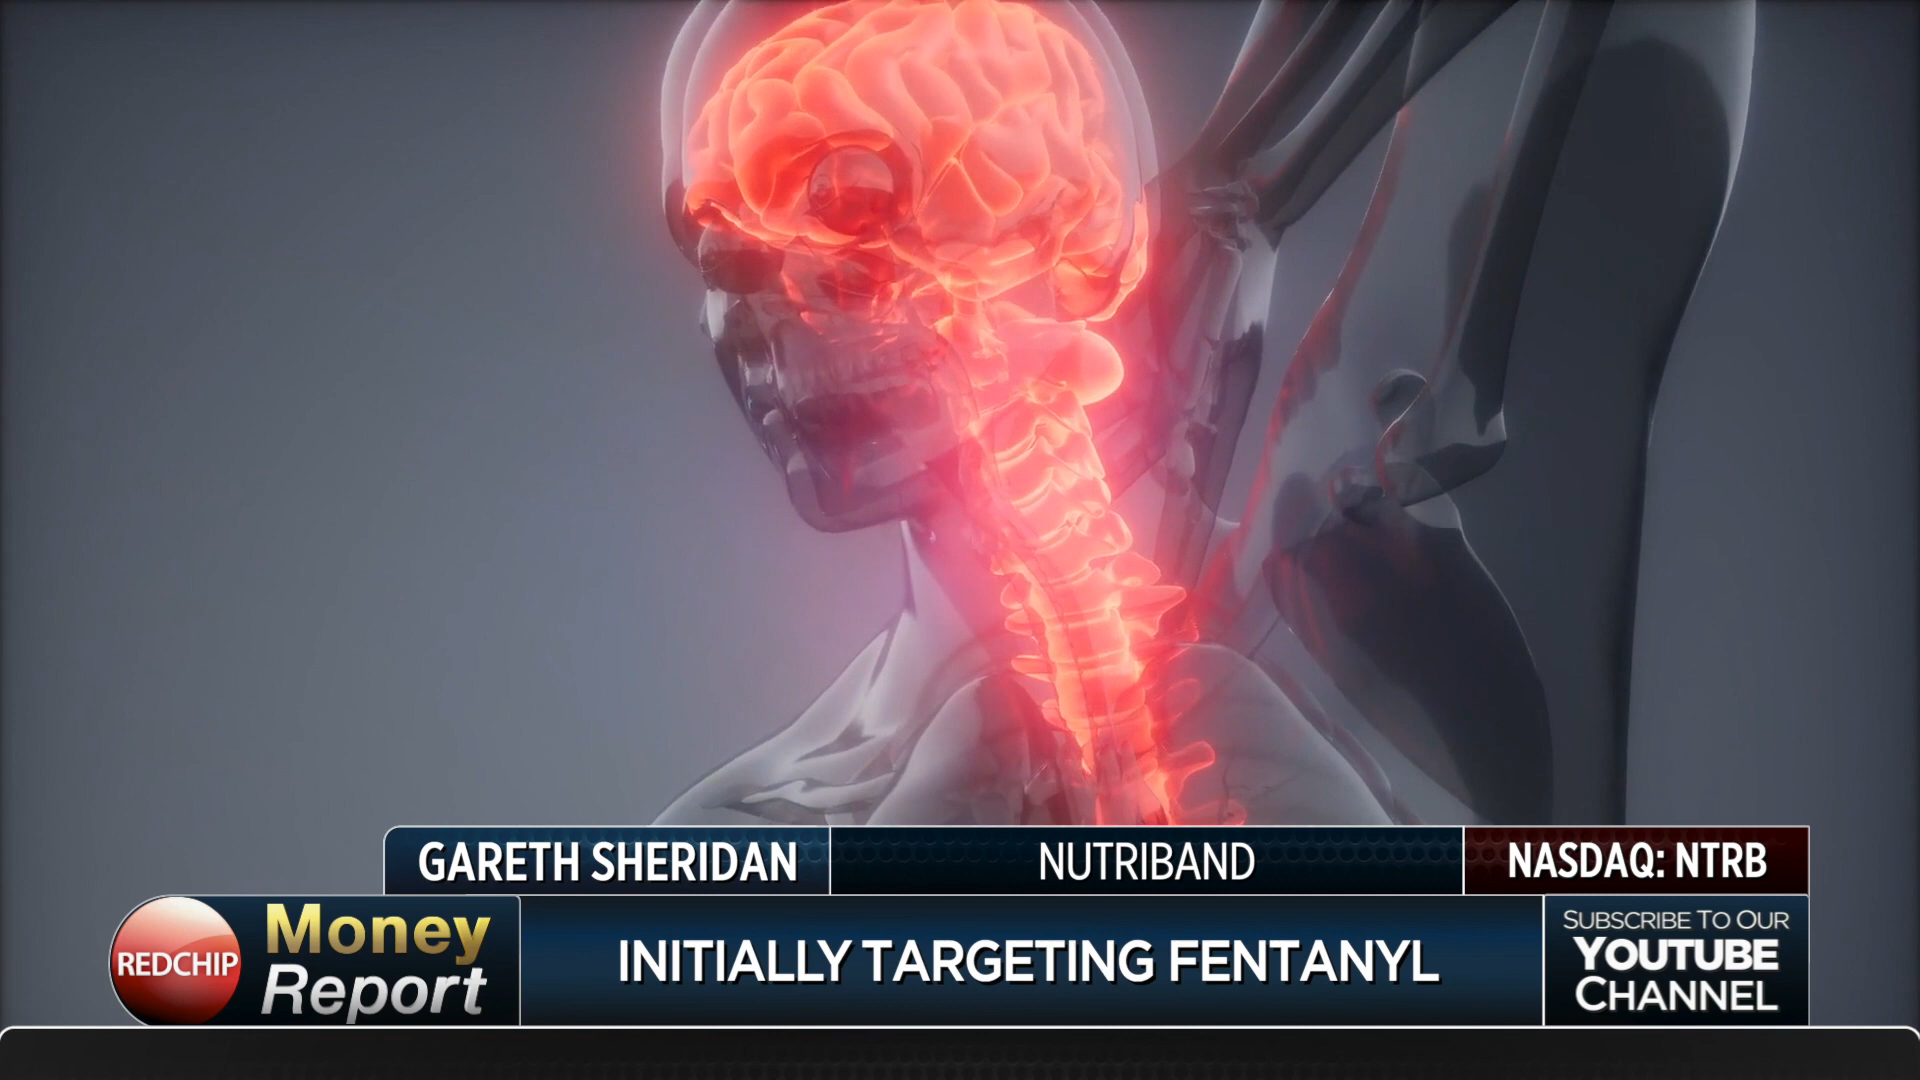 GARETH SHERIDAN
NUTRIBAND
NASDAQ: NTRB
REDCHIP
Money
Report
INITIALLY TARGETING FENTANYL
SUBSCRIBE TO OUR
YOUTUBE
CHANNEL